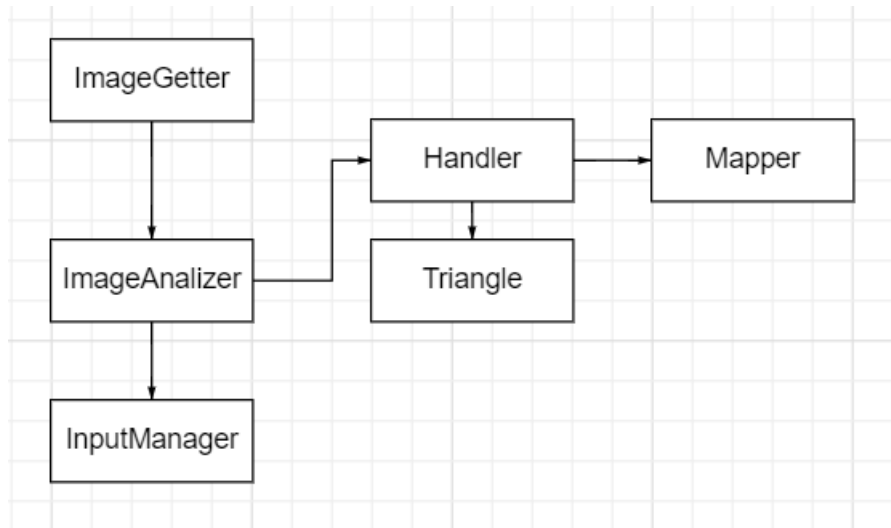 ImageGetter
Handler
Mapper
ImageAnalizer
Triangle
InputManager